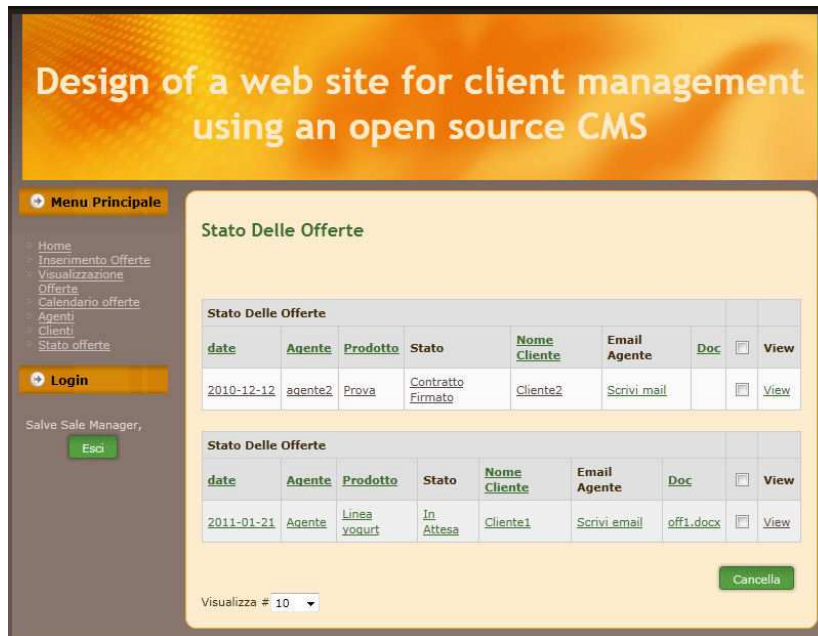 Design of a web site for client management
using an open source CMS
Menu Principale
Home
Inserimento Offerte
Visualizzazione
Offerte
Calendario offerte
Agenti
Clienti
Stato offerte
Login
Salve Sale Manager,
Esci
Stato Delle Offerte
Stato Delle Offerte
date Agente Prodotto Stato Nome Cliente Email Agente Doc View
2010-12-12 agente2 Prova Contratto Firmato Cliente2 Scrivi mail View
Stato Delle Offerte
date Agente Prodotto Stato Nome Cliente Email Agente Doc View
2011-01-21 Agente Linea yogurt In Attesa Cliente1 Scrivi email off1.docx View
Cancella
Visualizza # 10